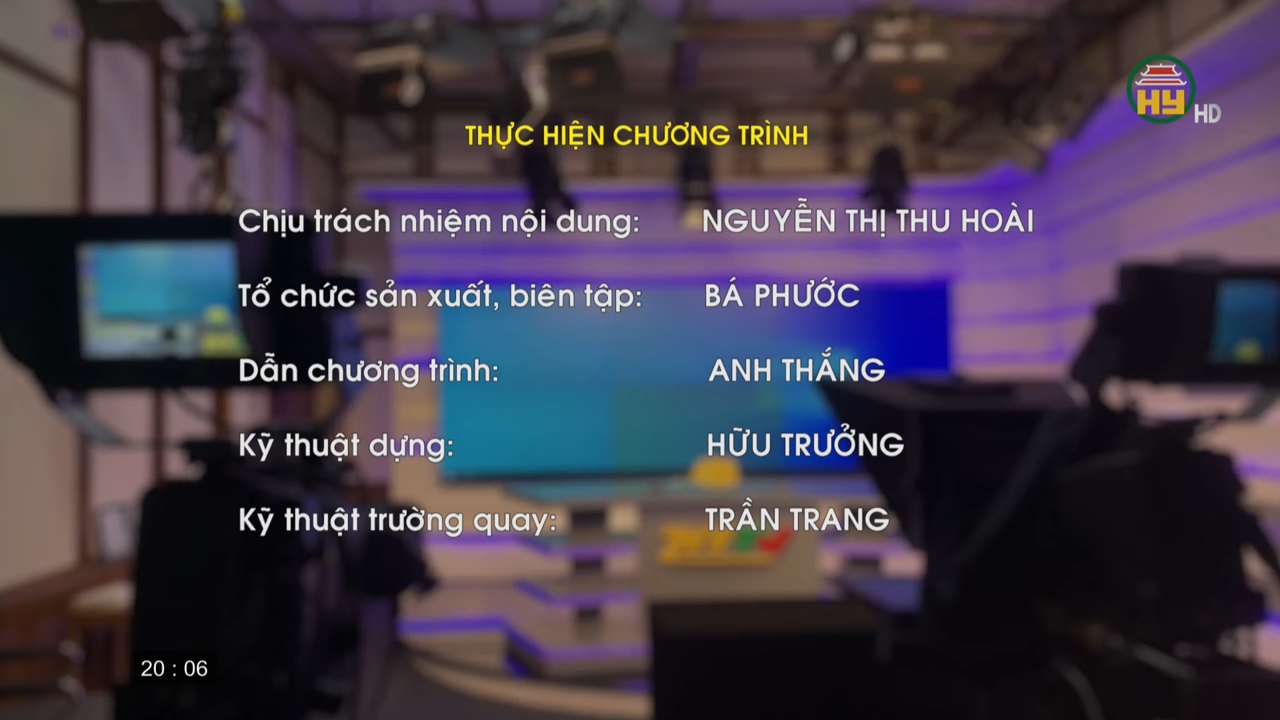 HY HD
THỰC HIỆN CHƯƠNG TRÌNH
Chịu trách nhiệm nội dung: NGUYỄN THỊ THU HOÀI
Tổ chức sản xuất, biên tập: BÁ PHƯỚC
Dẫn chương trình: ANH THẮNG
Kỹ thuật dựng: HỮU TRƯỞNG
Kỹ thuật trường quay: TRẦN TRANG
20 : 06